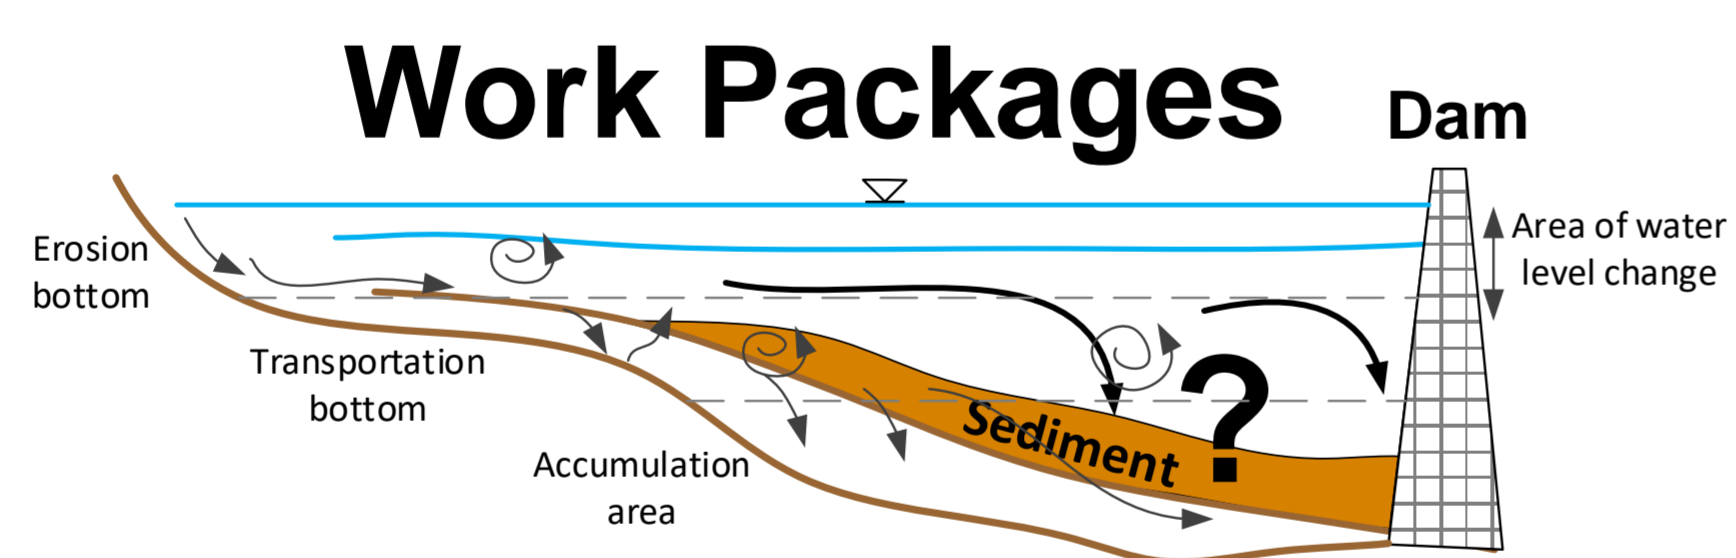 Work Packages
Dam
Area of water
level change
Erosion
bottom
Transportation
bottom
Accumulation
area
Sediment
?